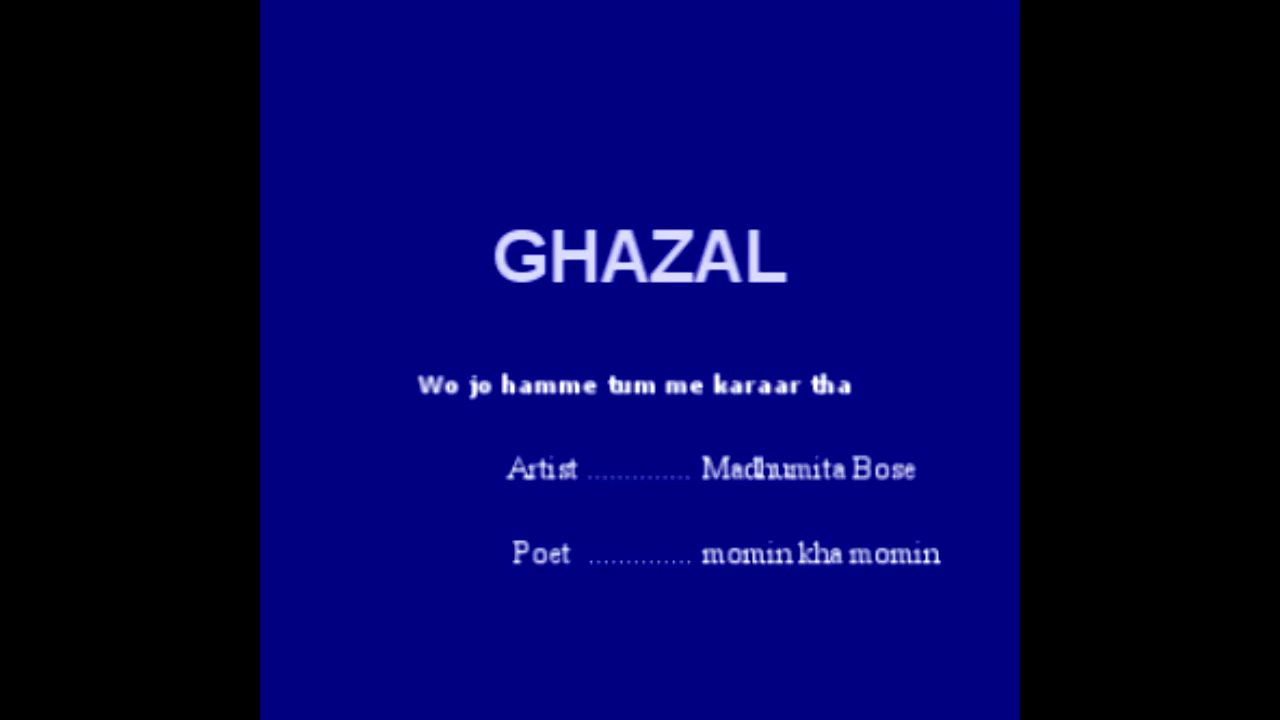 GHAZAL
Wo jo hamme tum me karaar tha
Artist .............. Madhumita Bose
Poet .............. momin kha momin